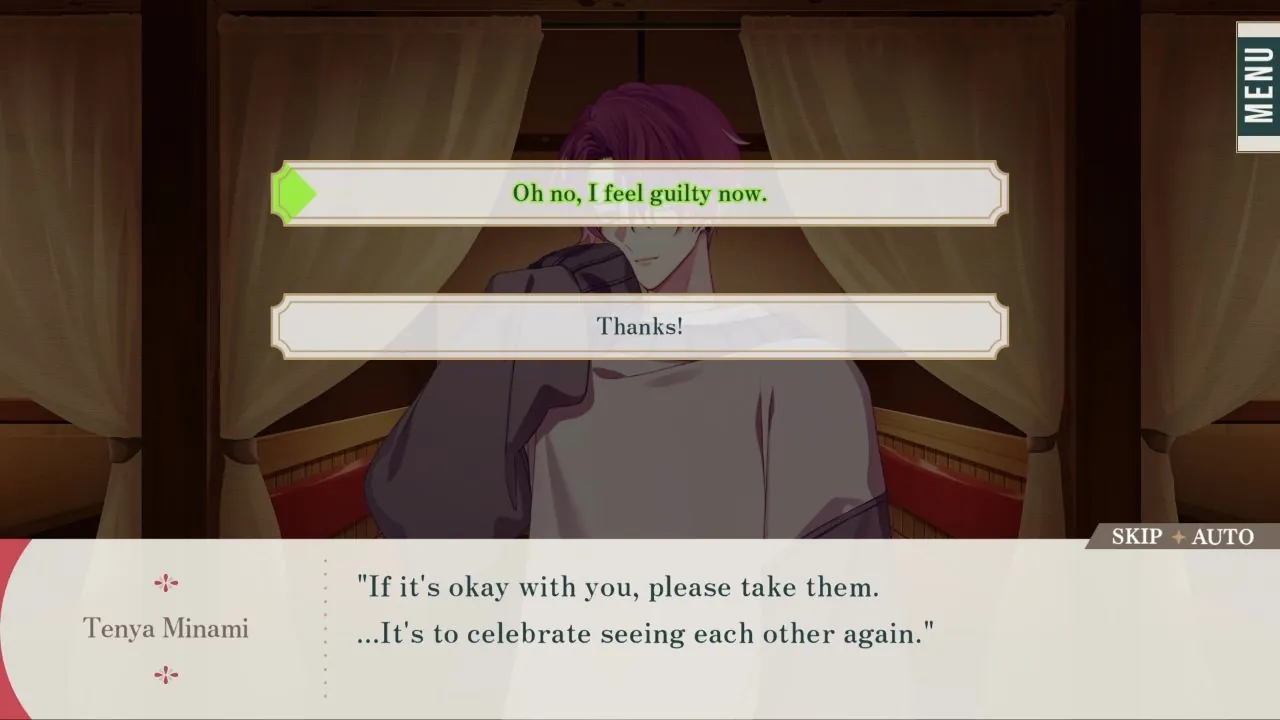 MENU
Oh no, I feel guilty now.
Thanks!
SKIP AUTO
Tenya Minami
"If it's okay with you, please take them.
...It's to celebrate seeing each other again."